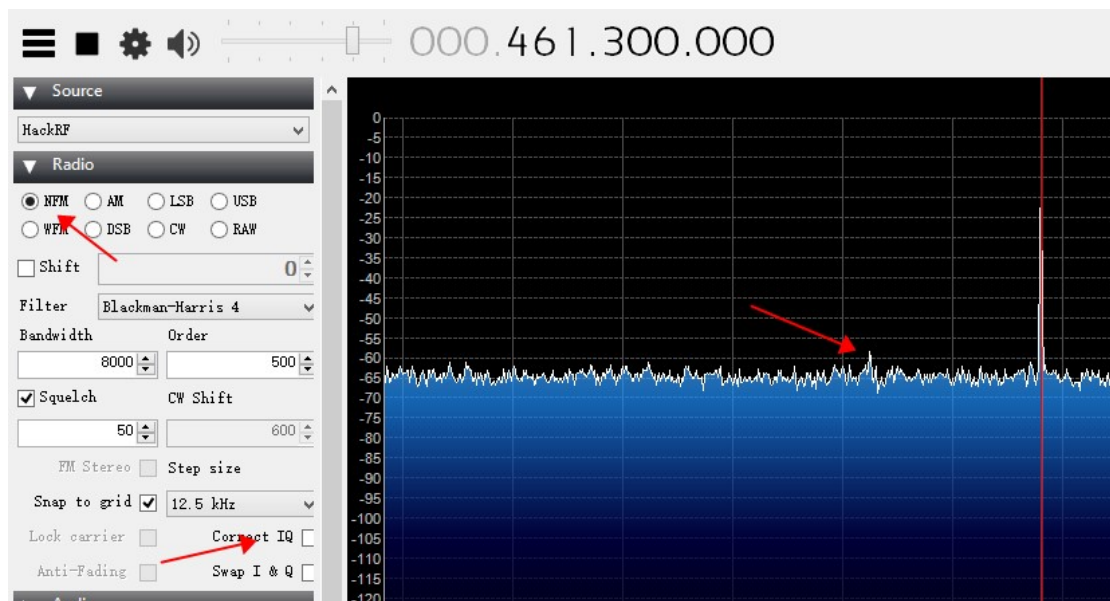 000.461.300.000
Source
HackRF
Radio
NFM AM LSB USB
WFM DSB CW RAW
Shift 0
Filter Blackman-Harris 4
Bandwidth Order
8000 500
Squelch CW Shift
50 600
FM Stereo Step size
Snap to grid 12.5 kHz
Lock carrier Correct IQ
Anti-Fading Swap I & Q
0
-5
-10
-15
-20
-25
-30
-35
-40
-45
-50
-55
-60
-65
-70
-75
-80
-85
-90
-95
-100
-105
-110
-115
-120